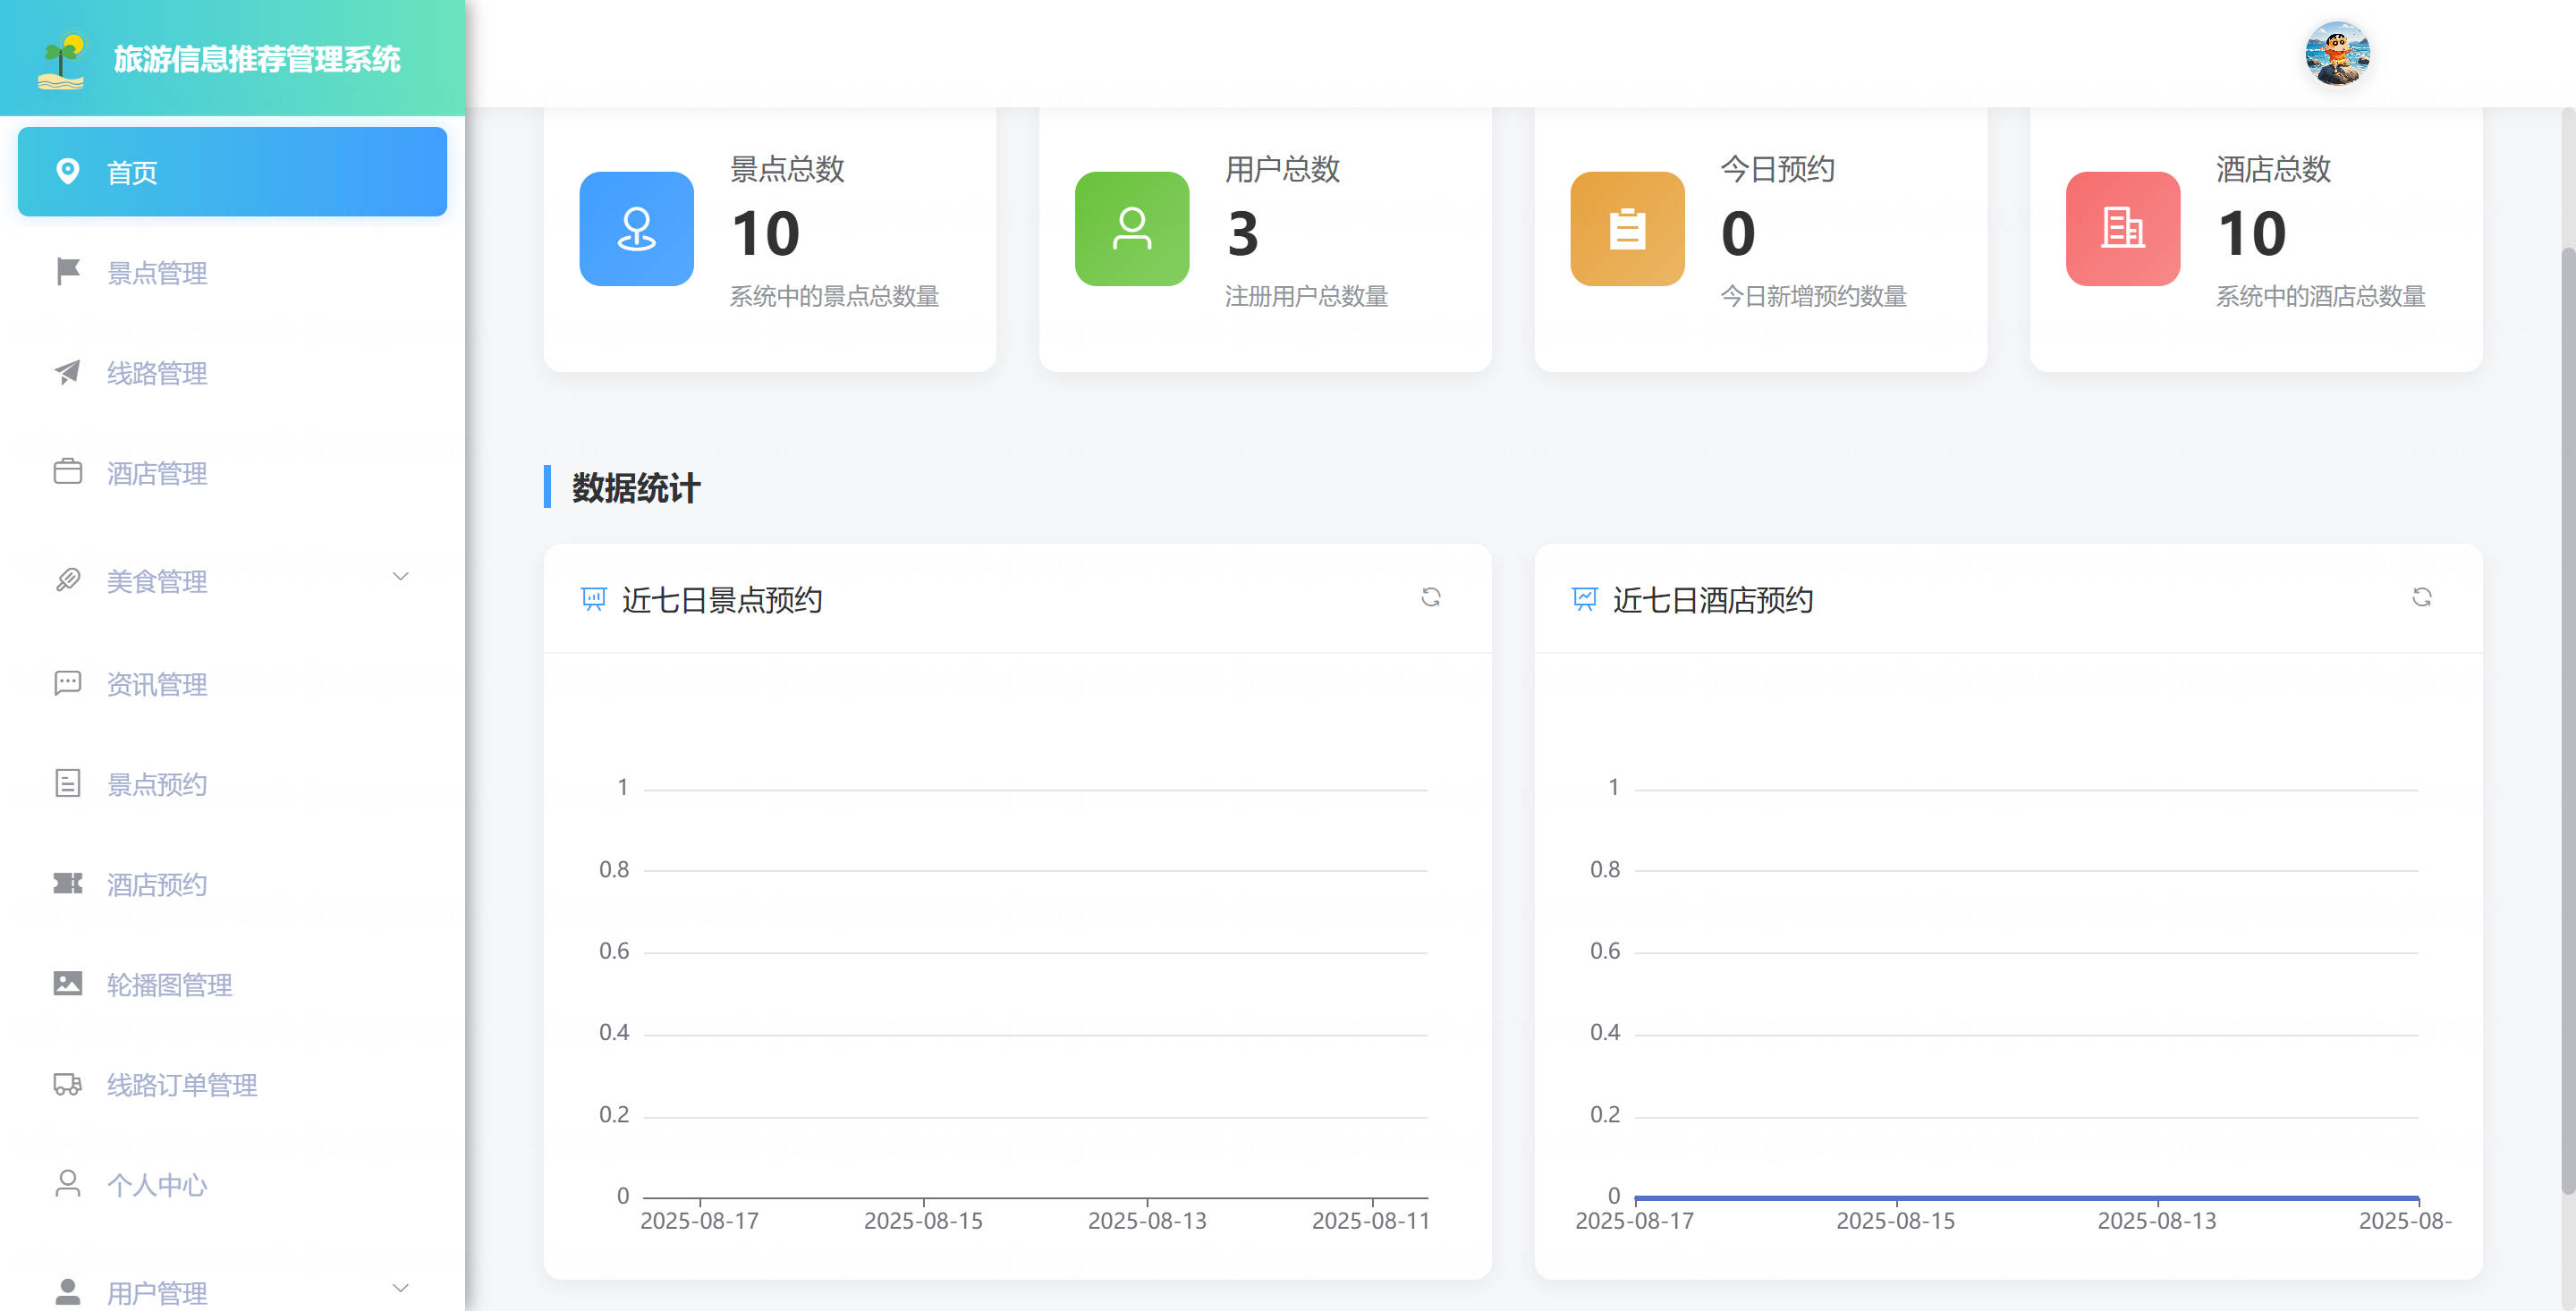 旅游信息推荐管理系统
首页
景点管理
线路管理
酒店管理
美食管理
资讯管理
景点预约
酒店预约
轮播图管理
线路订单管理
个人中心
用户管理
景点总数
10
系统中的景点总数量
用户总数
3
注册用户总数量
今日预约
0
今日新增预约数量
酒店总数
10
系统中的酒店总数量
数据统计
近七日景点预约
1
0.8
0.6
0.4
0.2
0
2025-08-17 2025-08-15 2025-08-13 2025-08-11
近七日酒店预约
1
0.8
0.6
0.4
0.2
0
2025-08-17 2025-08-15 2025-08-13 2025-08-